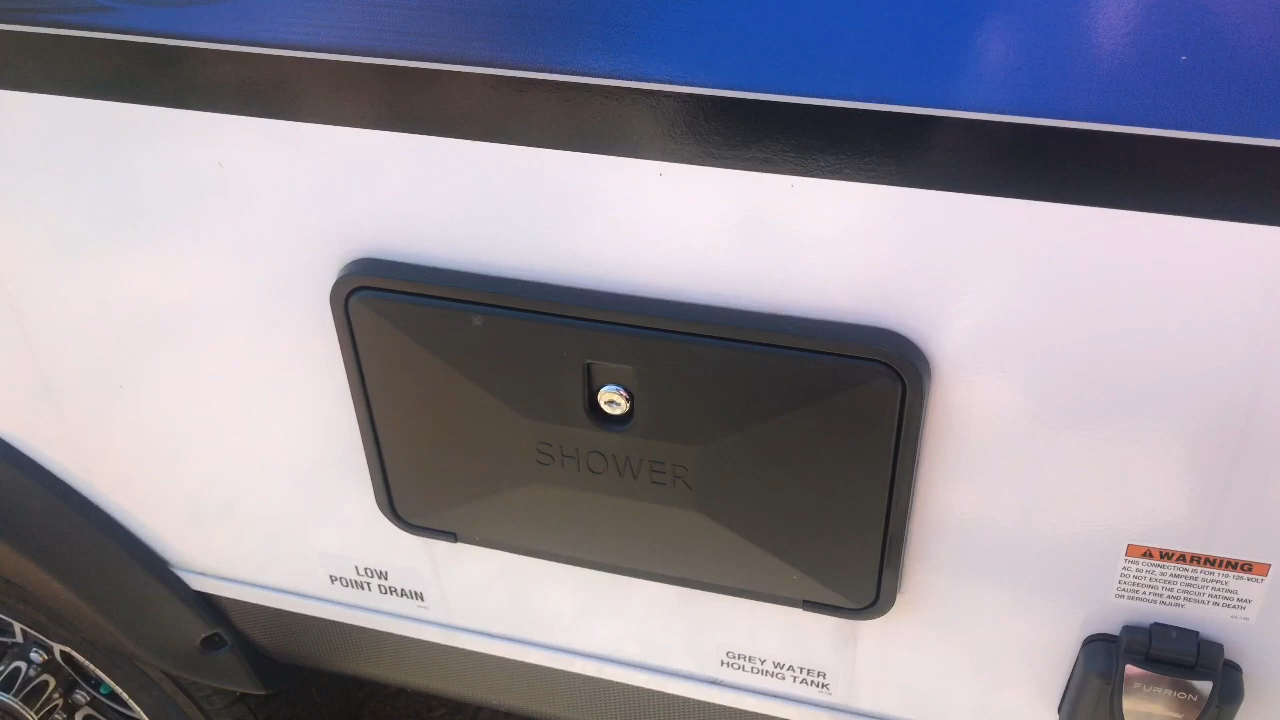 SHOWER
LOW
POINT DRAIN
GREY WATER
HOLDING TANK
WARNING
THIS CONNECTION IS FOR 110-125-VOLT
AC, 60 HZ, 30 AMPERE SUPPLY.
DO NOT EXCEED CIRCUIT RATING.
EXCEEDING THE CIRCUIT RATING MAY
CAUSE A FIRE AND RESULT IN DEATH
OR SERIOUS INJURY.
FURRION